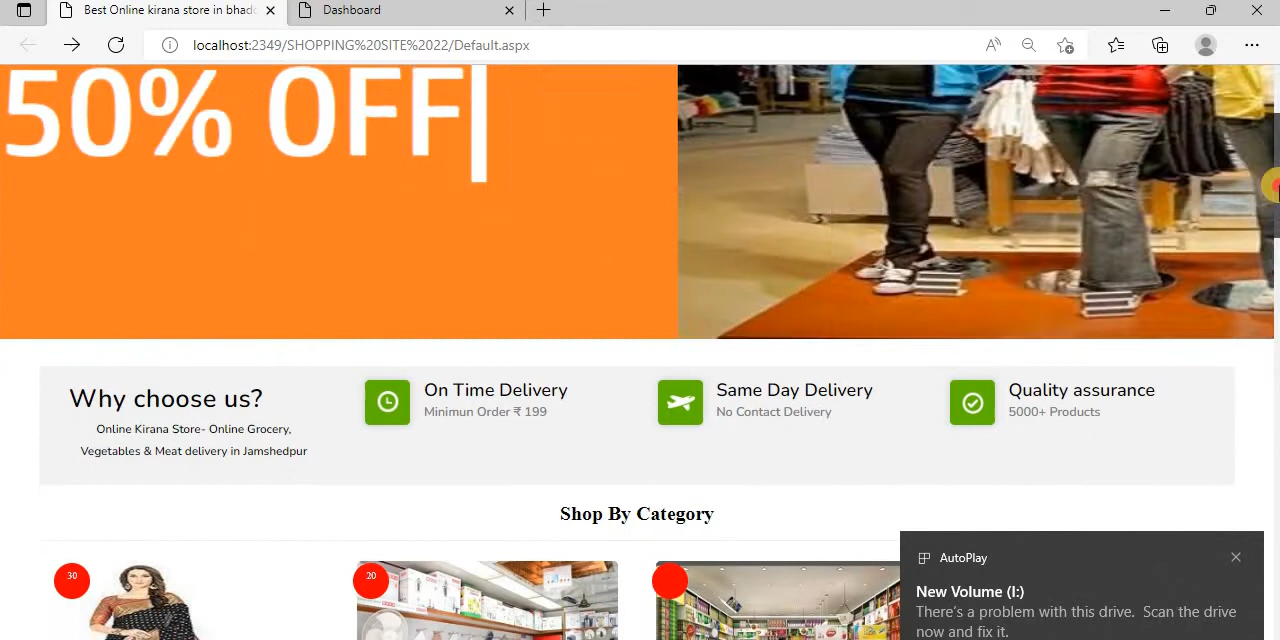 Best Online kirana store in bhado
Dashboard
localhost:2349/SHOPPING%20SITE%2022/Default.aspx
50% OFF
Why choose us?
Online Kirana Store- Online Grocery,
Vegetables & Meat delivery in Jamshedpur
On Time Delivery
Minimun Order ₹ 199
Same Day Delivery
No Contact Delivery
Quality assurance
5000+ Products
Shop By Category
30
20
AutoPlay
New Volume (I:)
There's a problem with this drive. Scan the drive
now and fix it.